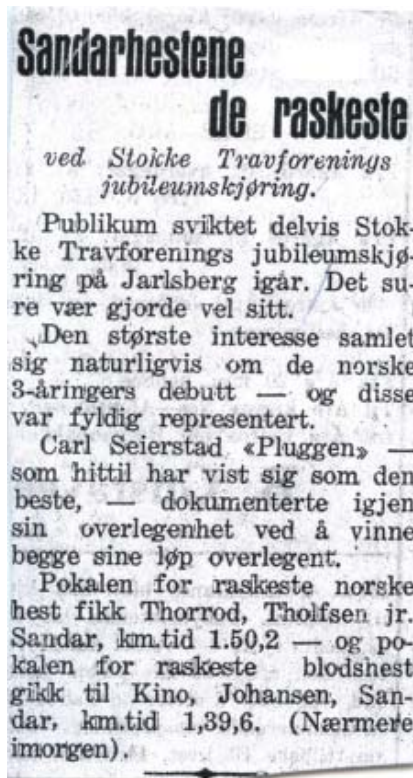 Sandarhestene
de raskeste
ved Stokke Travforenings
jubileumskjøring.
Publikum sviktet delvis Stok-
ke Travforenings jubileumskjø-
ring på Jarlsberg igår. Det su-
re vær gjorde vel sitt.
Den største interesse samlet
sig naturligvis om de norske
3-åringers debutt — og disse
var fyldig representert.
Carl Seierstad «Pluggen» —
som hittil har vist sig som den
beste, — dokumenterte igjen
sin overlegenhet ved å vinne
begge sine løp overlegent.
Pokalen for raskeste norske
hest fikk Thorrod, Tholfsen jr.
Sandar, km.tid 1.50,2 — og po-
kalen for raskeste blodshest
gikk til Kino, Johansen, San-
dar, km.tid 1,39,6. (Nærmere
imorgen).